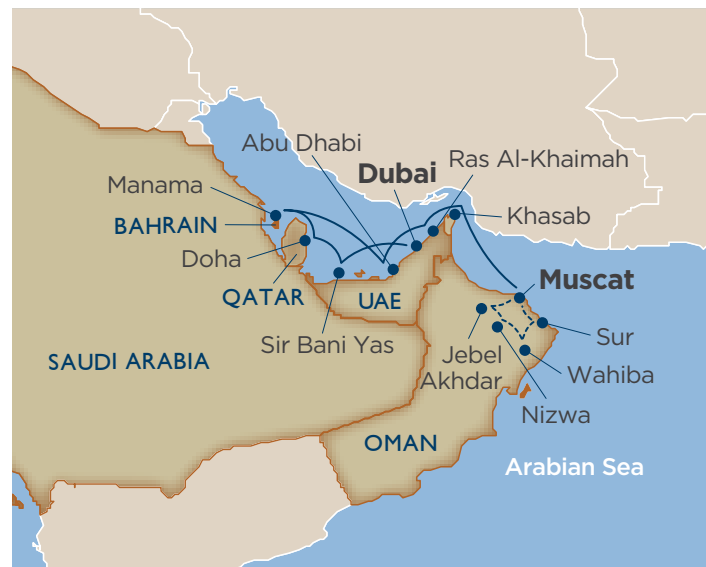 Abu Dhabi
Ras Al-Khaimah
Dubai
Manama
Khasab
BAHRAIN
Doha
Muscat
QATAR
UAE
Sir Bani Yas
Sur
SAUDI ARABIA
Jebel
Akhdar
Wahiba
Nizwa
OMAN
Arabian Sea